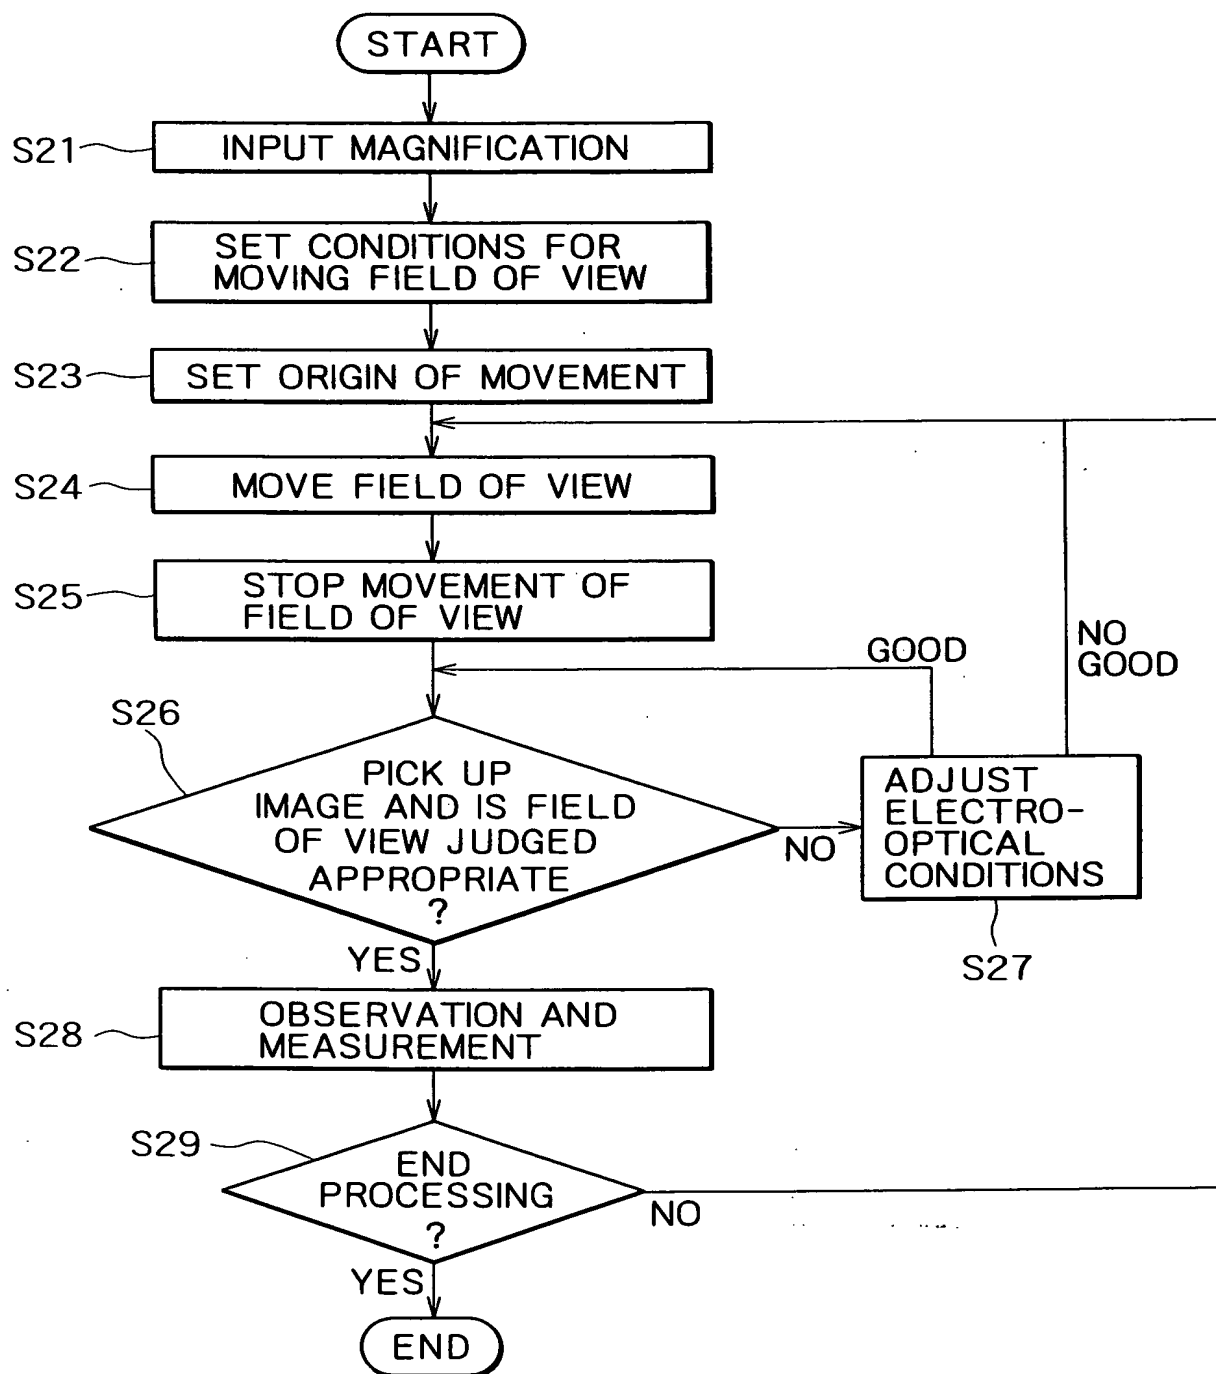 START
S21
INPUT MAGNIFICATION
S22
SET CONDITIONS FOR
MOVING FIELD OF VIEW
S23
SET ORIGIN OF MOVEMENT
S24
MOVE FIELD OF VIEW
S25
STOP MOVEMENT OF
FIELD OF VIEW
GOOD
NO
GOOD
S26
PICK UP
IMAGE AND IS FIELD
OF VIEW JUDGED
APPROPRIATE
?
NO
ADJUST
ELECTRO-
OPTICAL
CONDITIONS
S27
YES
S28
OBSERVATION AND
MEASUREMENT
S29
END
PROCESSING
?
NO
YES
END